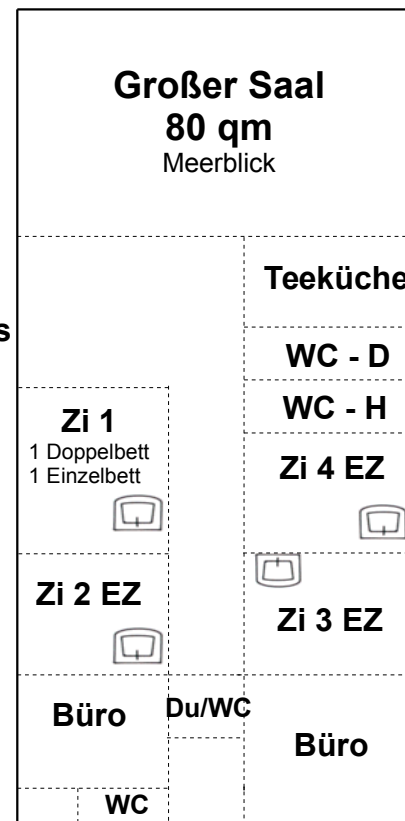 Großer Saal
80 qm
Meerblick
Teeküche
s
WC - D
WC - H
Zi 1
1 Doppelbett
1 Einzelbett
Zi 4 EZ
Zi 2 EZ
Zi 3 EZ
Büro
Du/WC
Büro
WC